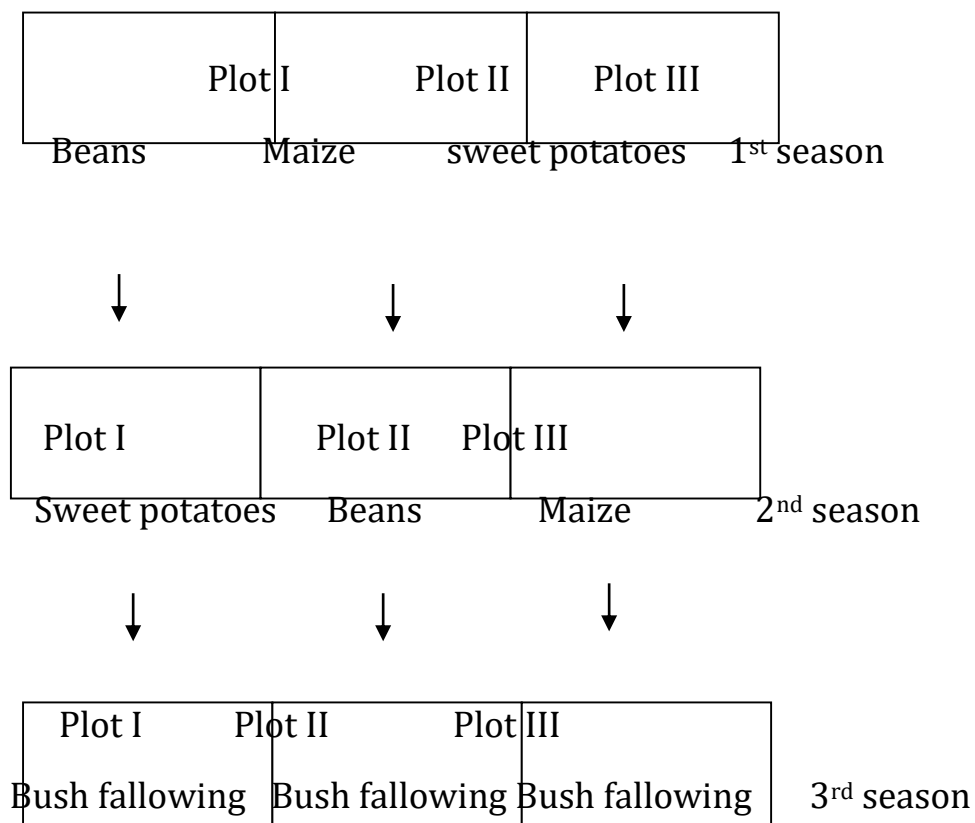 Plot I Plot II Plot III
Beans Maize sweet potatoes 1st season
Plot I Plot II Plot III
Sweet potatoes Beans Maize 2nd season
Plot I Plot II Plot III
Bush fallowing Bush fallowing Bush fallowing 3rd season